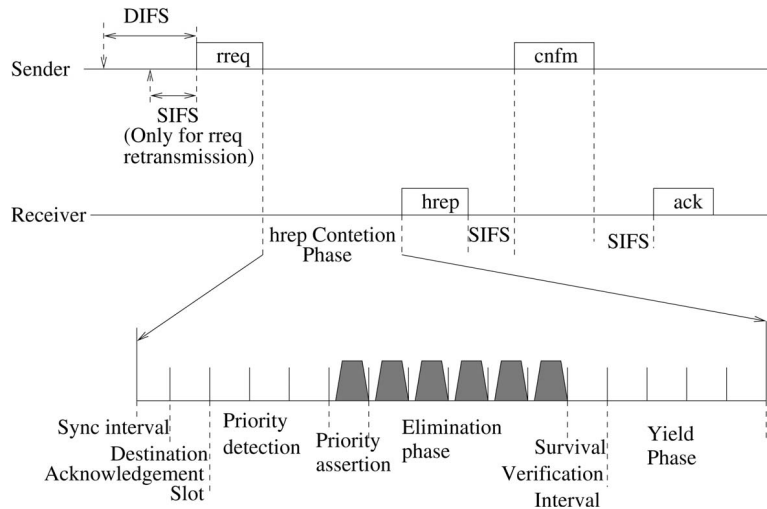 DIFS
rreq
cnfm
Sender
SIFS
(Only for rreq
retransmission)
hrep
ack
Receiver
SIFS
SIFS
hrep Contetion
Phase
Sync interval
Destination
Acknowledgement
Slot
Priority
detection
Priority
assertion
Elimination
phase
Survival
Verification
Interval
Yield
Phase